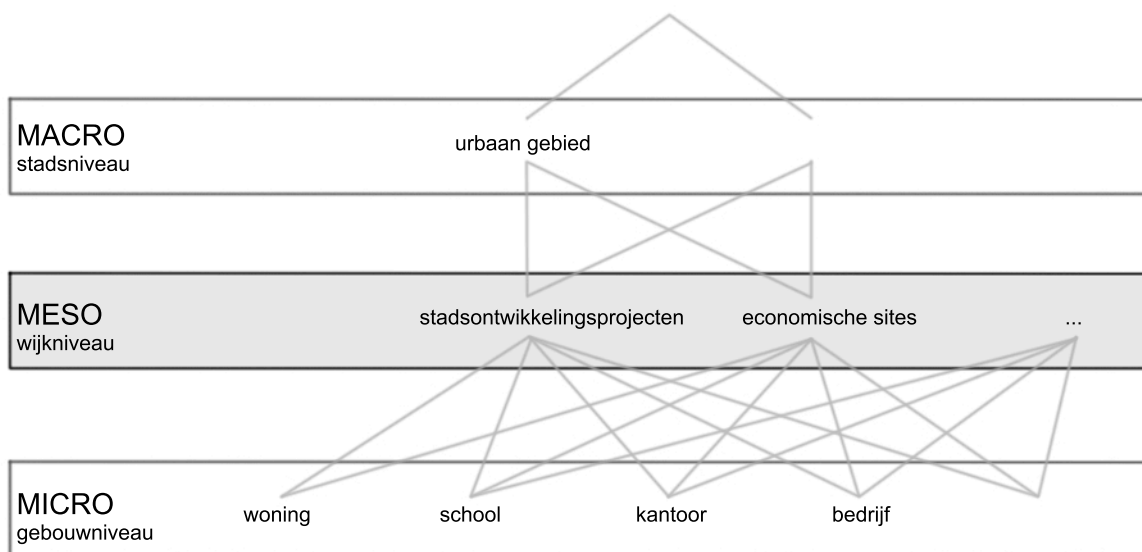 MACRO
stadsniveau
urbaan gebied
MESO
wijkniveau
stadsontwikkelingsprojecten
economische sites
...
MICRO
gebouwniveau
woning
school
kantoor
bedrijf